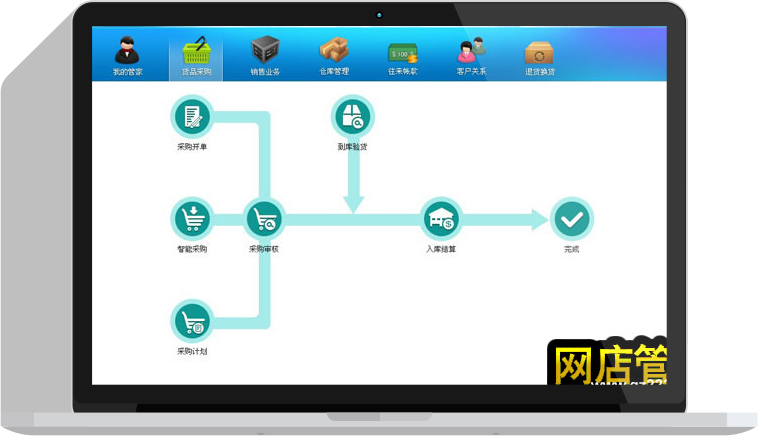 我的管家 货品采购 销售业务 仓库管理 往来帐款 客户关系 退货换货
$100
采购开单 到库验货
智能采购 采购审核 入库结算 完成
采购计划
网店管